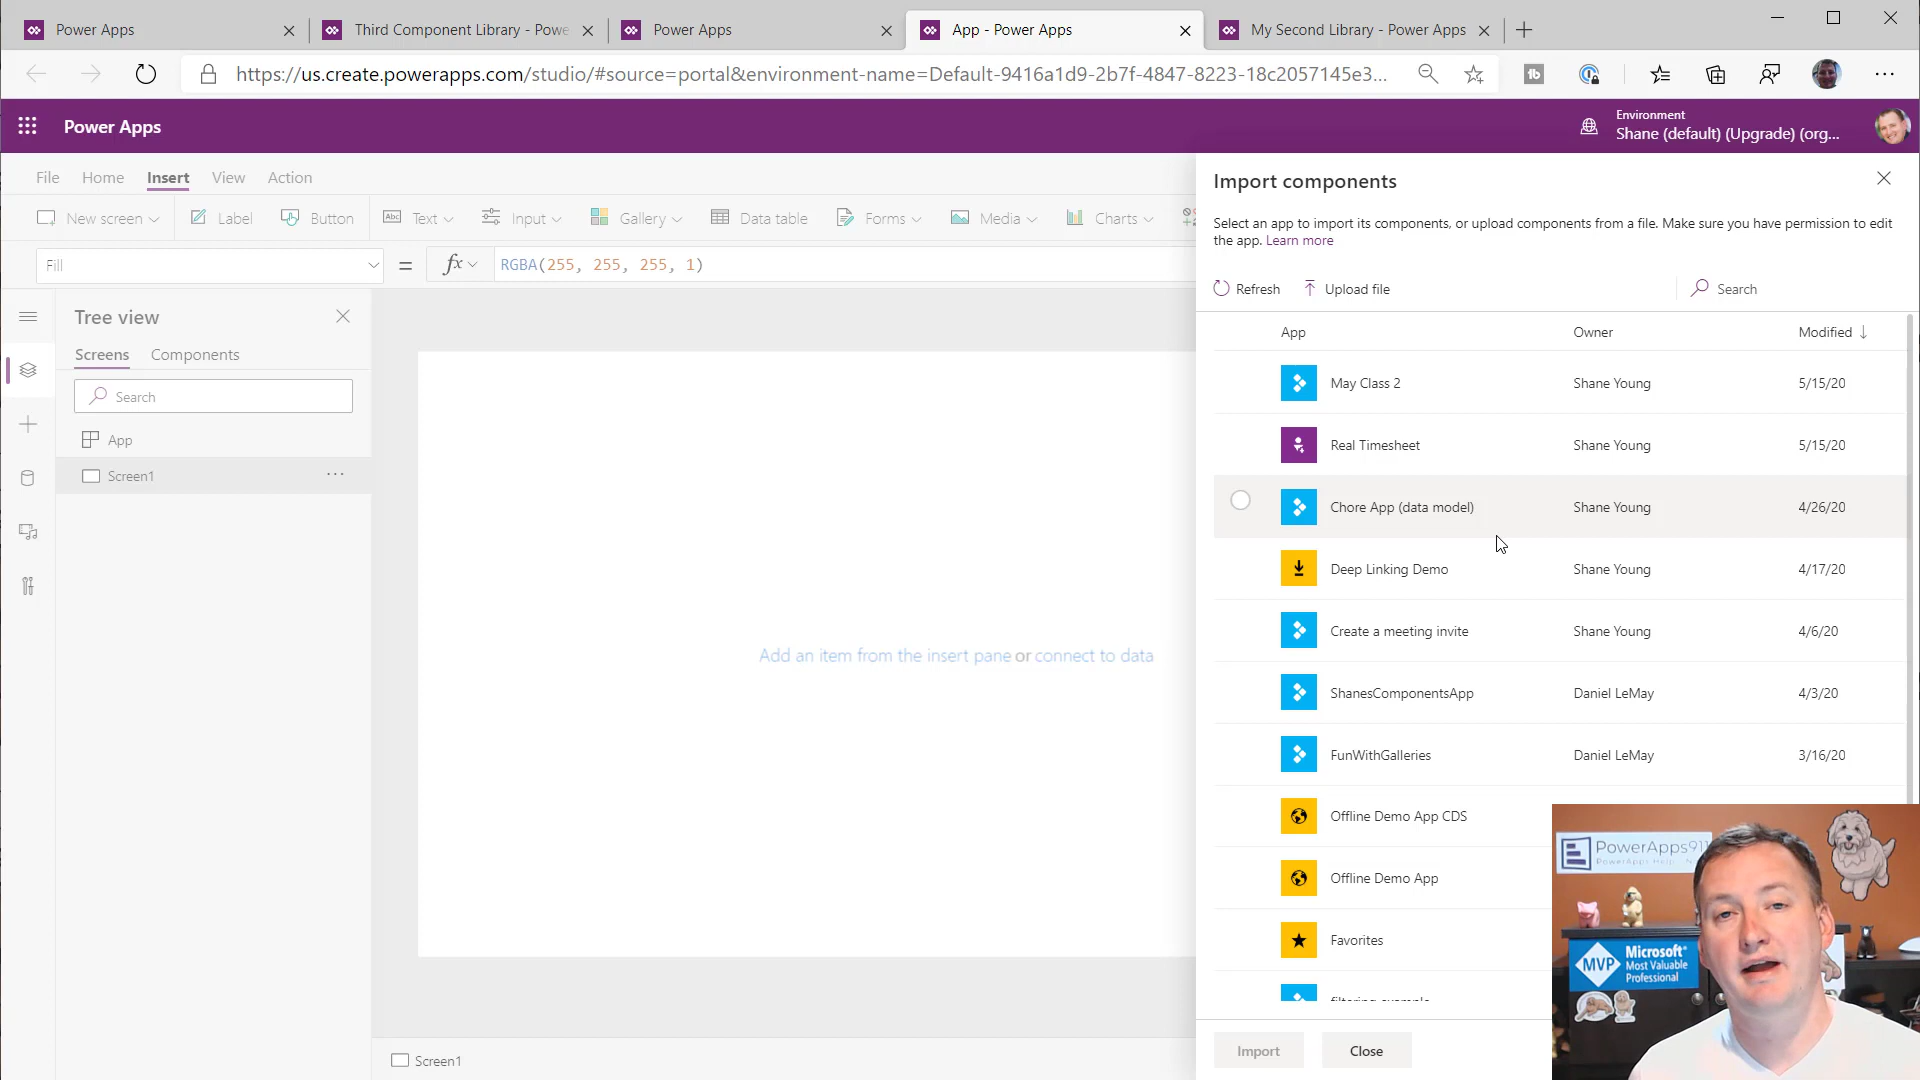 Power Apps
Third Component Library - Powe
Power Apps
App - Power Apps
My Second Library - Power Apps
https://us.create.powerapps.com/studio/#source=portal&environment-name=Default-9416a1d9-2b7f-4847-8223-18c2057145e3...
Power Apps
Environment
Shane (default) (Upgrade) (org...
File Home Insert View Action
New screen Label Button Text Input Gallery Data table Forms Media Charts
Fill = fx RGBA(255, 255, 255, 1)
Tree view
Screens Components
Search
App
Screen1
Add an item from the insert pane or connect to data
Screen1
Import components
Select an app to import its components, or upload components from a file. Make sure you have permission to edit
the app. Learn more
Refresh Upload file Search
App Owner Modified
May Class 2 Shane Young 5/15/20
Real Timesheet Shane Young 5/15/20
Chore App (data model) Shane Young 4/26/20
Deep Linking Demo Shane Young 4/17/20
Create a meeting invite Shane Young 4/6/20
ShanesComponentsApp Daniel LeMay 4/3/20
FunWithGalleries Daniel LeMay 3/16/20
Offline Demo App CDS
Offline Demo App
Favorites
Import Close
PowerApps911
PowerApps Help
MVP
Microsoft®
Most Valuable
Professional